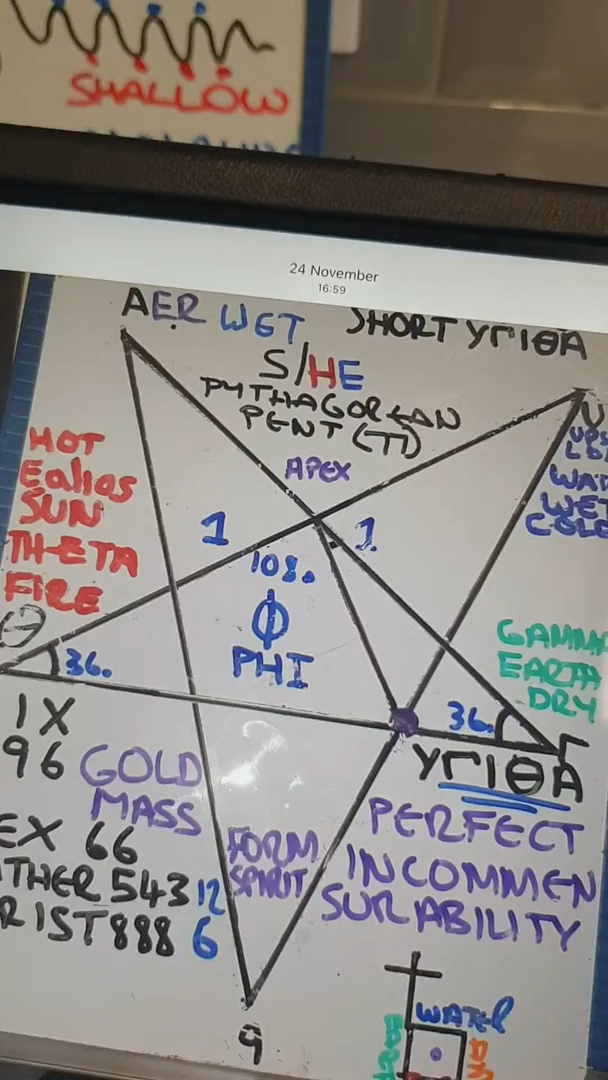 SHALLOW
24 November
16:59
AER WET SHORT ΥΓΙΘΑ
S/HE
PYTHAGOREAN
PENT (Π)
APEX
HOT
Ealios
SUN
THETA
FIRE
Θ
1
1
108°
Φ
PHI
36°
U
WET
GAMMA
EARTH
DRY
36°
Γ
ΥΓΙΘΑ
IX
96
GOLD
MASS
EX 66
THER 543 12
RIST 888 6
FORM
SPIRIT
PERFECT
INCOMMEN
SURABILITY
9
WATER